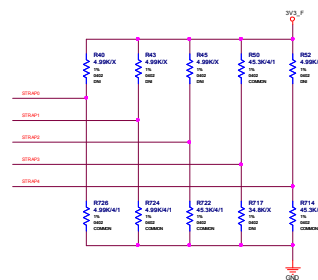 3V3_F
R40
4.99K/X
1%
0402
DNI
R43
4.99K/X
1%
0402
DNI
R45
4.99K/X
1%
0402
DNI
R50
45.3K/4/1
1%
0402
COMMON
R52
4.99K/
1%
0402
DNI
STRAP0
STRAP1
STRAP2
STRAP3
STRAP4
R726
4.99K/4/1
1%
0402
COMMON
R724
4.99K/4/1
1%
0402
COMMON
R722
45.3K/4/1
1%
0402
COMMON
R717
34.8K/X
1%
0402
DNI
R714
45.3K/
1%
0402
COMMON
GND